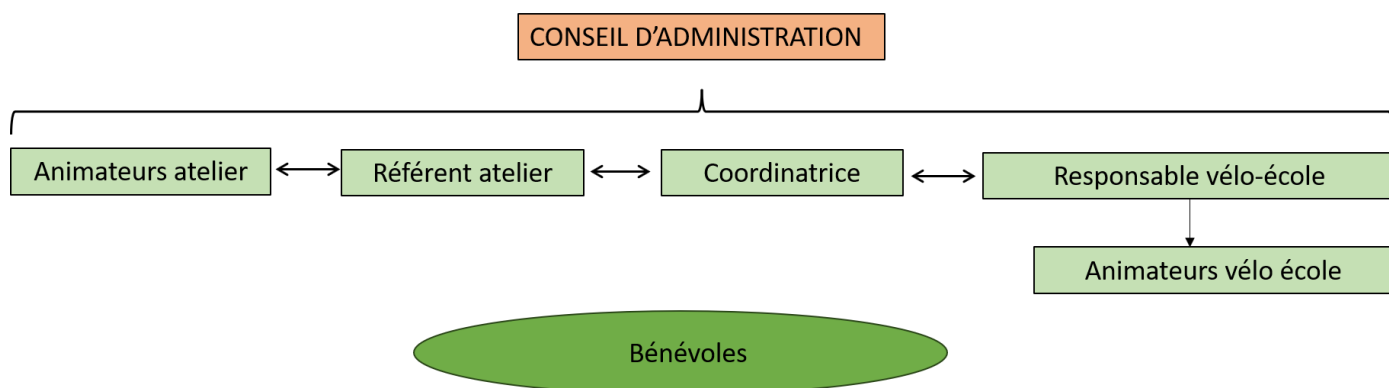 CONSEIL D’ADMINISTRATION
Animateurs atelier
Référent atelier
Coordinatrice
Responsable vélo-école
Animateurs vélo école
Bénévoles